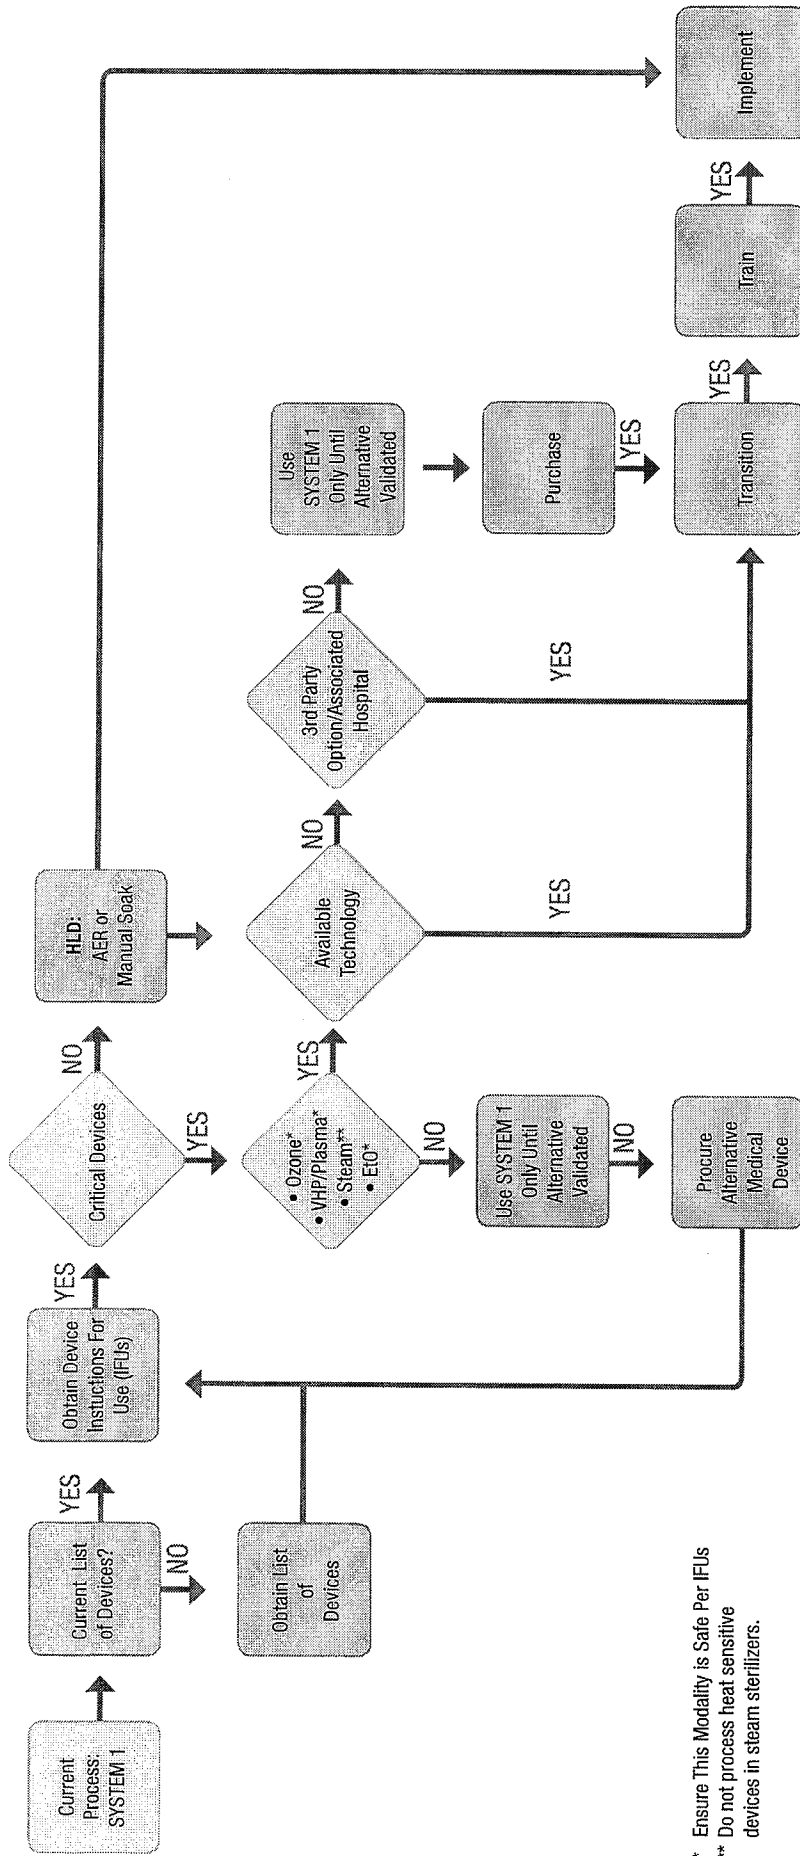 Current
Process:
SYSTEM 1
Current List
of Devices?
YES
NO
Obtain List
of
Devices
Obtain Device
Instuctions For
Use (IFUs)
YES
Critical Devices
NO
YES
HLD:
AER or
Manual Soak
• Ozone*
• VHP/Plasma*
• Steam**
• EtO*
YES
NO
Use SYSTEM 1
Only Until
Alternative
Validated
NO
Procure
Alternative
Medical
Device
Available
Technology
NO
YES
3rd Party
Option/Associated
Hospital
NO
YES
Use
SYSTEM 1
Only Until
Alternative
Validated
Purchase
YES
Transition
YES
Train
YES
Implement
* Ensure This Modality is Safe Per IFUs
** Do not process heat sensitive
devices in steam sterilizers.